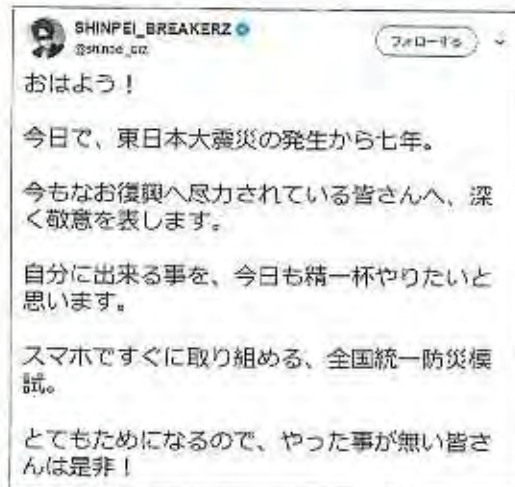 SHINPEI_BREAKERZ
フォローする
おはよう！
今日で、東日本大震災の発生から七年。
今もなお復興へ尽力されている皆さんへ、深
く敬意を表します。
自分に出来る事を、今日も精一杯やりたいと
思います。
スマホですぐに取り組める、全国統一防災模
試。
とてもためになるので、やった事が無い皆さ
んは是非！